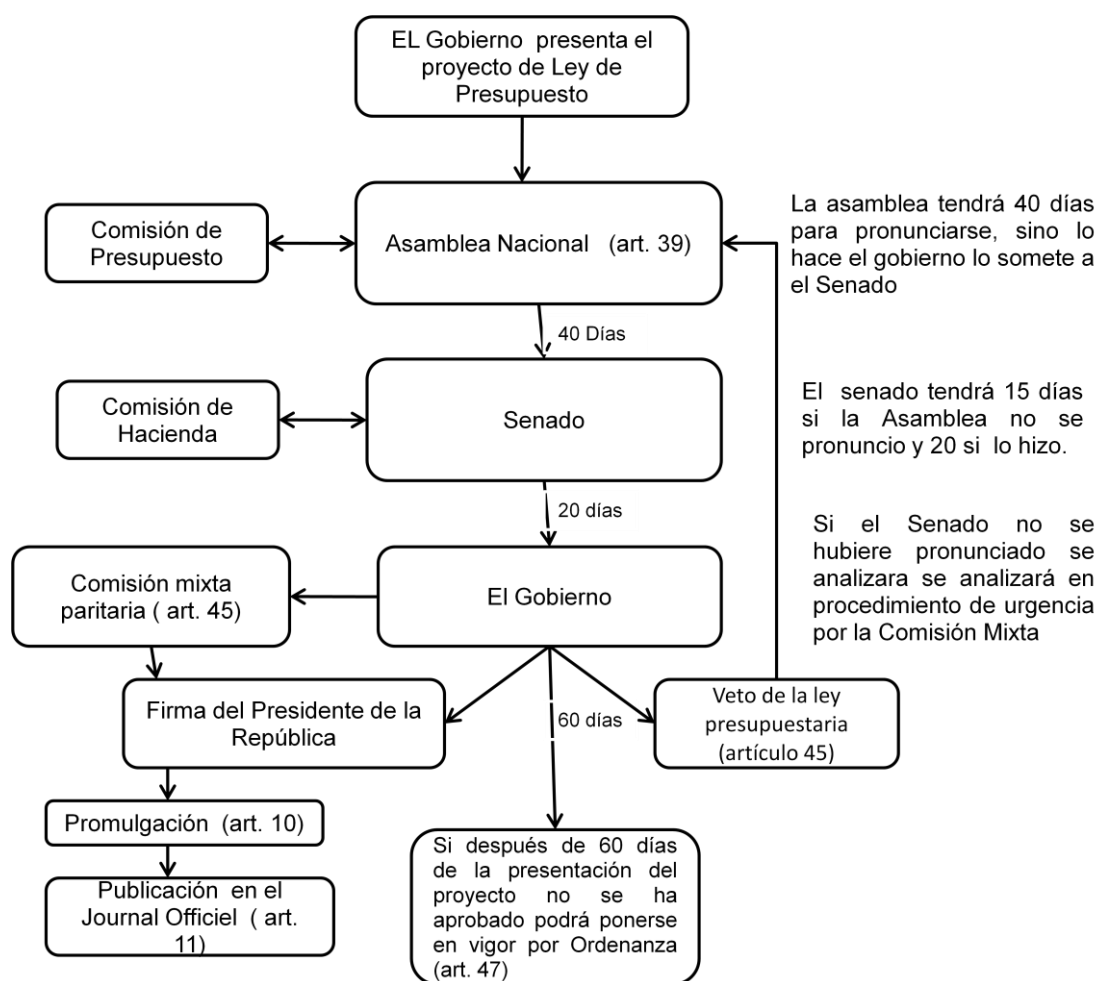 EL Gobierno presenta el
proyecto de Ley de
Presupuesto
Comisión de
Presupuesto
Asamblea Nacional (art. 39)
La asamblea tendrá 40 días
para pronunciarse, sino lo
hace el gobierno lo somete a
el Senado
40 Días
Comisión de
Hacienda
Senado
El senado tendrá 15 días
si la Asamblea no se
pronuncio y 20 si lo hizo.
20 días
Si el Senado no se
hubiere pronunciado se
analizara se analizará en
procedimiento de urgencia
por la Comisión Mixta
Comisión mixta
paritaria ( art. 45)
El Gobierno
Firma del Presidente de la
República
60 días
Veto de la ley
presupuestaria
(artículo 45)
Promulgación (art. 10)
Publicación en el
Journal Officiel ( art.
11)
Si después de 60 días
de la presentación del
proyecto no se ha
aprobado podrá ponerse
en vigor por Ordenanza
(art. 47)